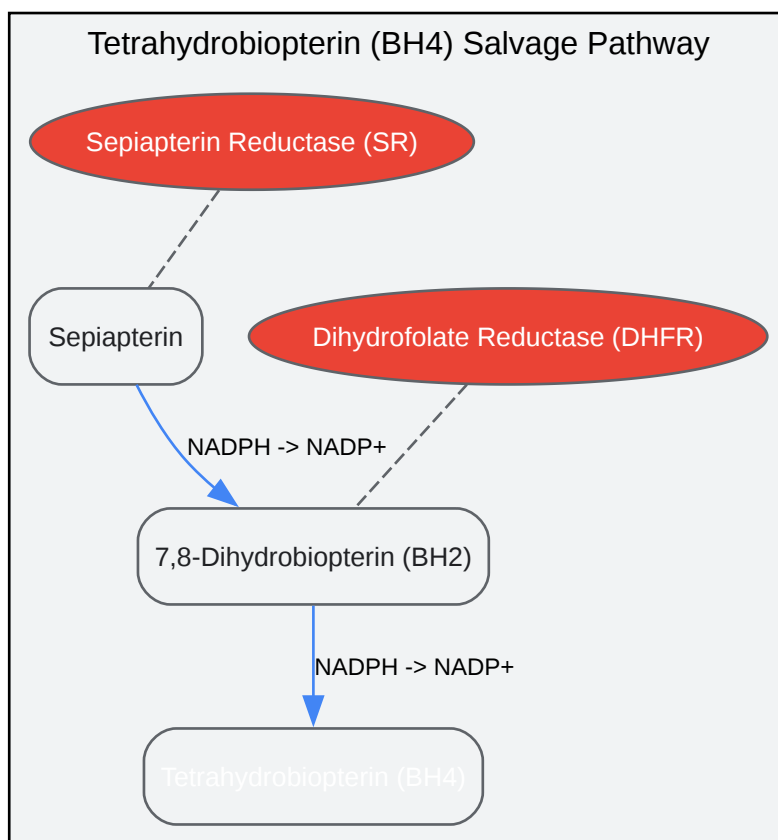 Tetrahydrobiopterin (BH4) Salvage Pathway
Sepiapterin Reductase (SR)
Sepiapterin
Dihydrofolate Reductase (DHFR)
NADPH -> NADP+
7,8-Dihydrobiopterin (BH2)
NADPH -> NADP+
Tetrahydrobiopterin (BH4)